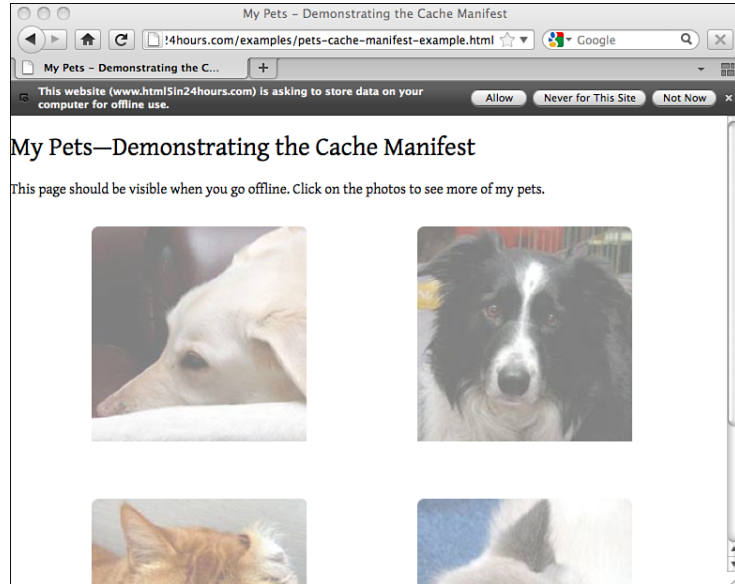 My Pets – Demonstrating the Cache Manifest
!4hours.com/examples/pets-cache-manifest-example.html
Google
My Pets – Demonstrating the C...
This website (www.html5in24hours.com) is asking to store data on your
computer for offline use.
Allow
Never for This Site
Not Now
My Pets—Demonstrating the Cache Manifest
This page should be visible when you go offline. Click on the photos to see more of my pets.